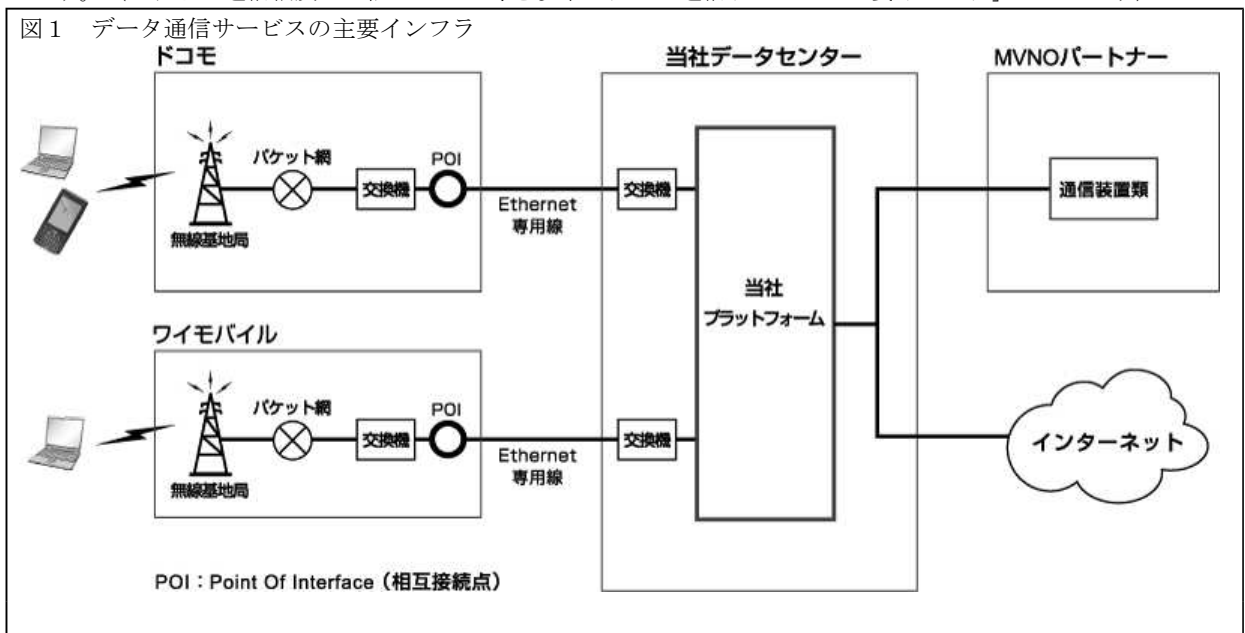 図1 データ通信サービスの主要インフラ
ドコモ
当社データセンター
MVNOパートナー
パケット網
POI
交換機
交換機
通信装置類
Ethernet
専用線
無線基地局
当社
プラットフォーム
ワイモバイル
パケット網
POI
交換機
交換機
インターネット
Ethernet
専用線
無線基地局
POI：Point Of Interface（相互接続点）